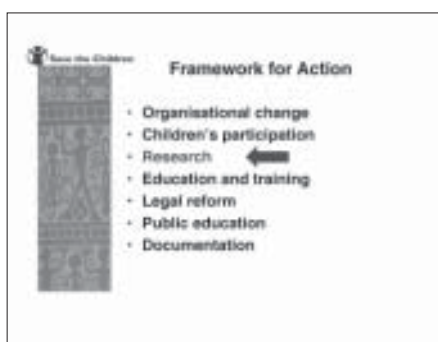 Save the Children
Framework for Action
• Organisational change
• Children's participation
• Research
• Education and training
• Legal reform
• Public education
• Documentation